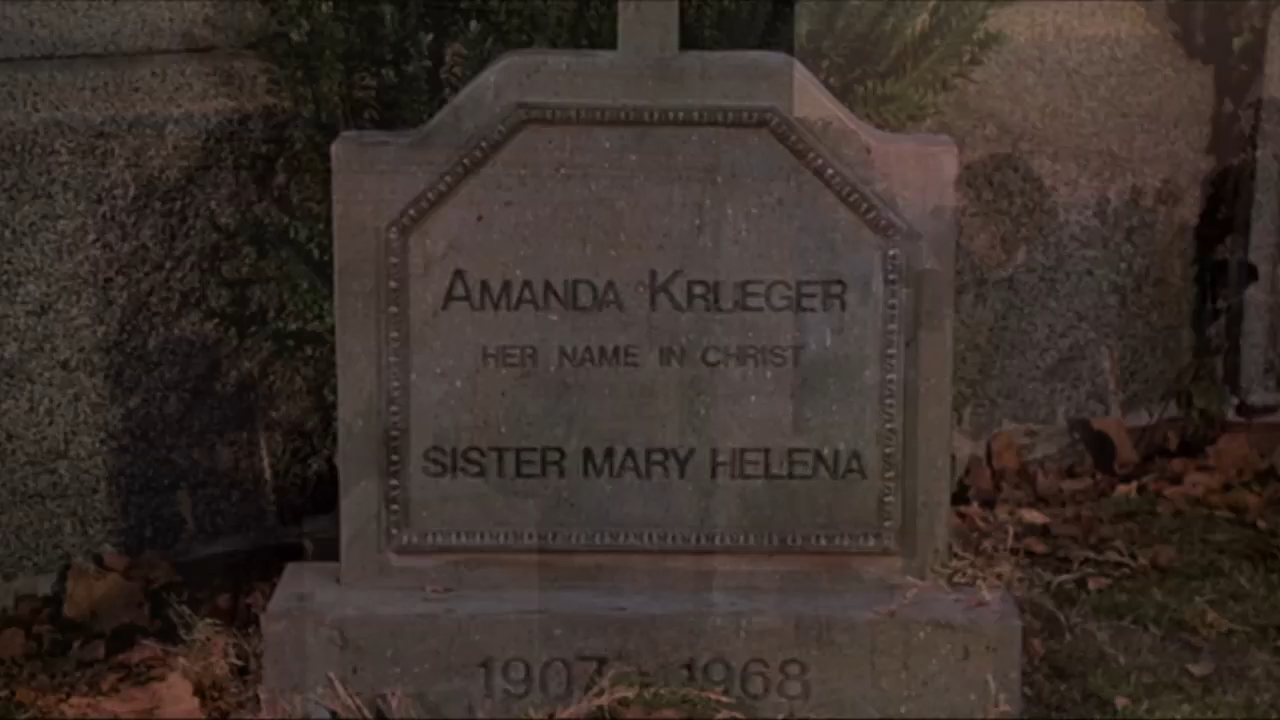 AMANDA KRUEGER
HER NAME IN CHRIST
SISTER MARY HELENA
1907 - 1968